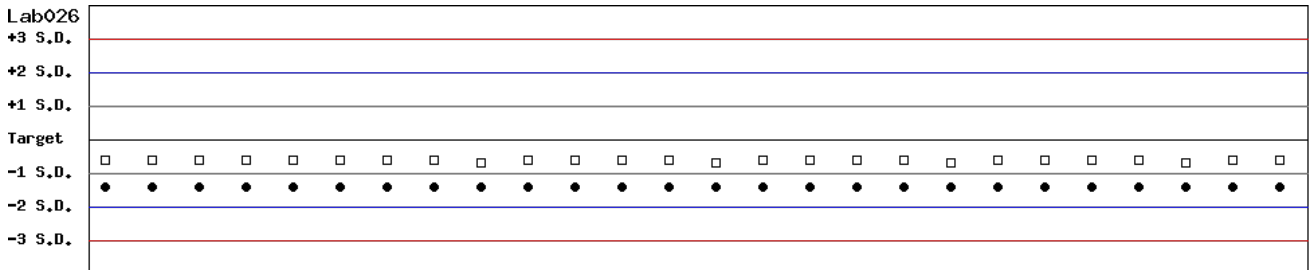 Lab026
+3 S.D.
+2 S.D.
+1 S.D.
Target
-1 S.D.
-2 S.D.
-3 S.D.